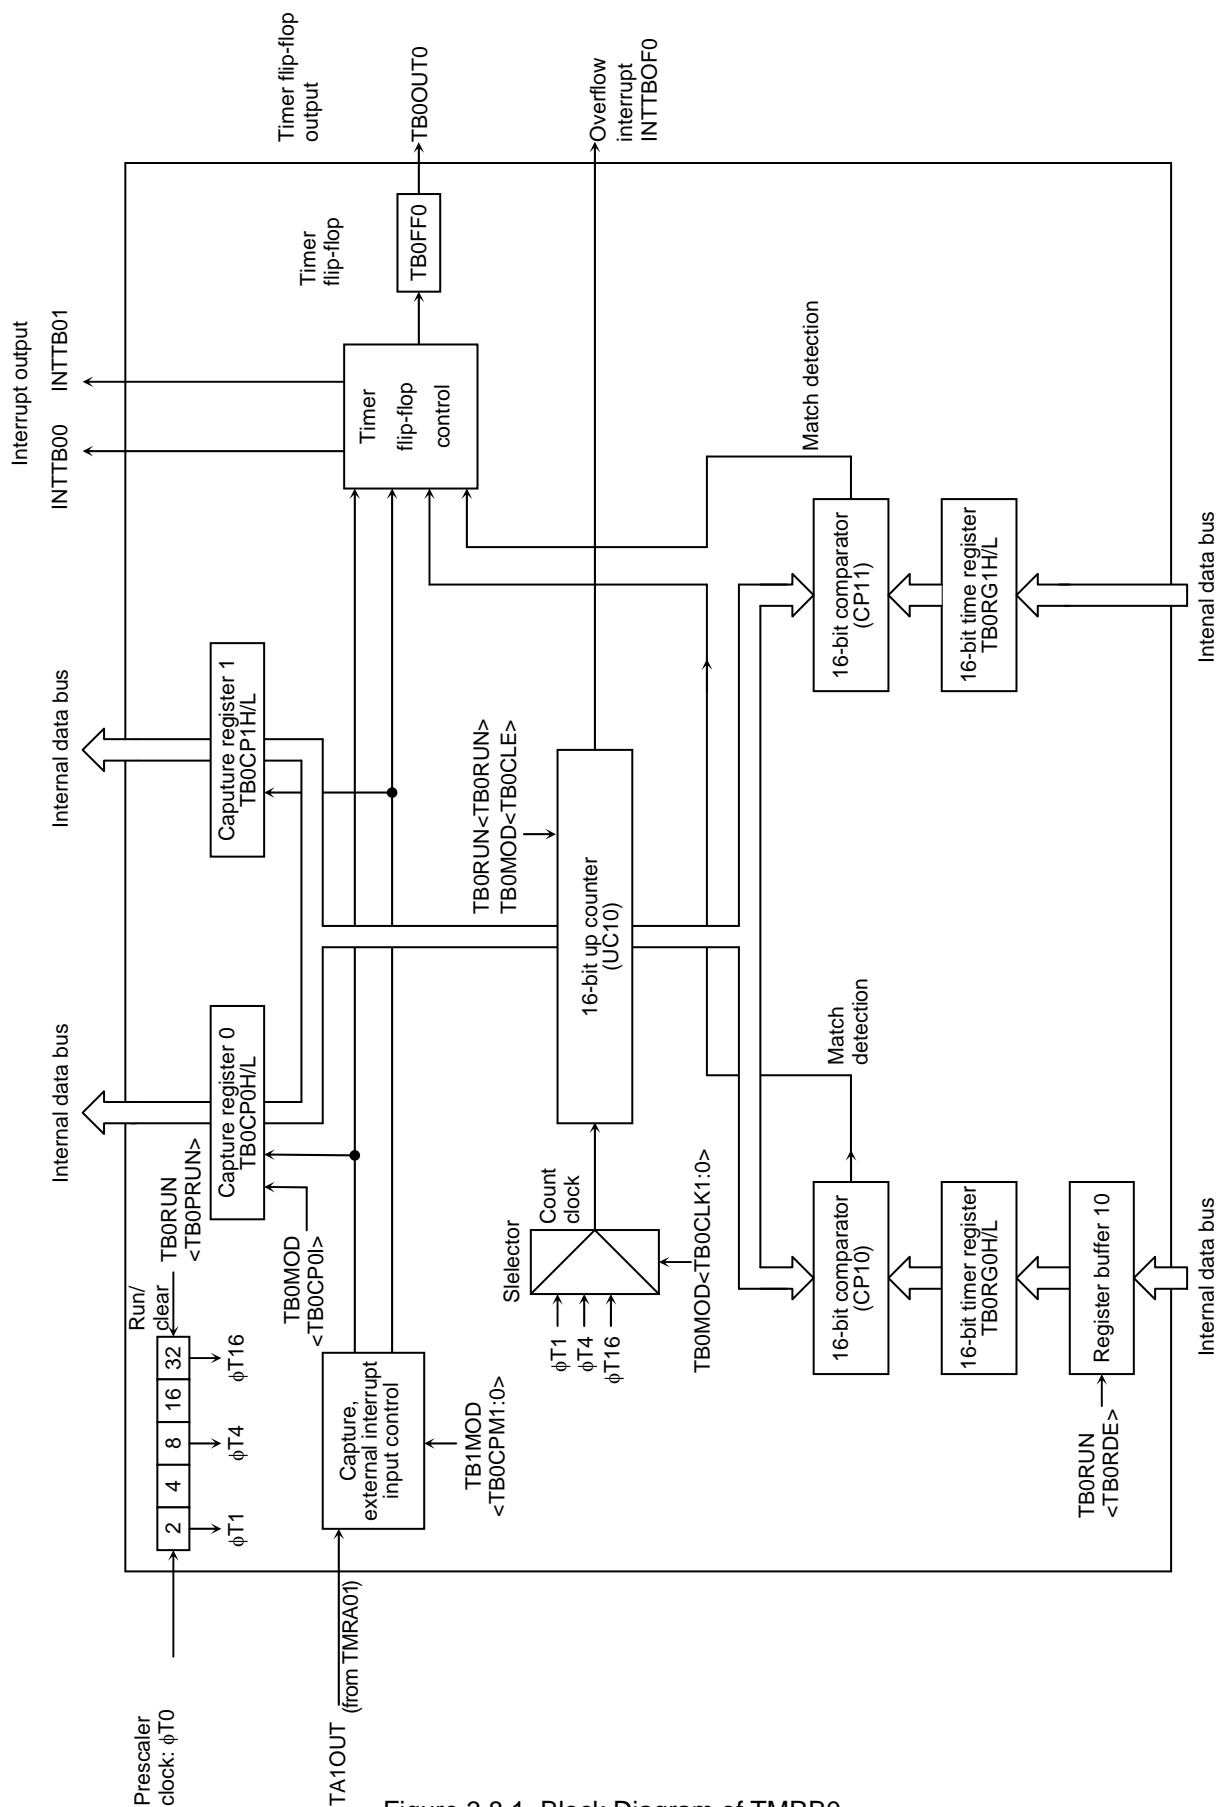 Prescaler
clock: φT0
TA1OUT
(from TMRA01)
2
4
8
16
32
φT1
φT4
φT16
Run/
clear
TB0RUN
<TB0PRUN>
Capture,
external interrupt
input control
TB1MOD
<TB0CPM1:0>
TB0MOD
<TB0CP0I>
Internal data bus
Capture register 0
TB0CP0H/L
Internal data bus
Caputure register 1
TB0CP1H/L
Slelector
φT1
φT4
φT16
Count
clock
TB0MOD<TB0CLK1:0>
16-bit up counter
(UC10)
TB0RUN<TB0RUN>
TB0MOD<TB0CLE>
Interrupt output
INTTB00
INTTB01
Timer
flip-flop
control
Timer
flip-flop
TB0FF0
Timer flip-flop
output
TB0OUT0
Overflow
interrupt
INTTBOF0
Match
detection
Match detection
16-bit comparator
(CP10)
16-bit timer register
TB0RG0H/L
Register buffer 10
TB0RUN
<TB0RDE>
Internal data bus
16-bit comparator
(CP11)
16-bit time register
TB0RG1H/L
Intenal data bus
Figure 3.8.1 Block Diagram of TMRB0